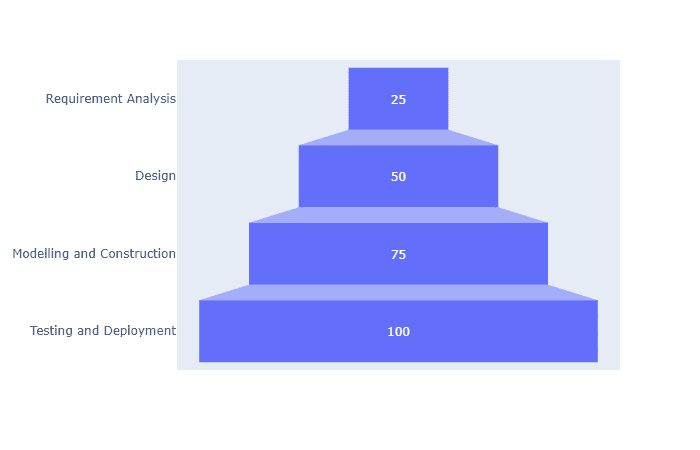 Requirement Analysis 25
Design 50
Modelling and Construction 75
Testing and Deployment 100